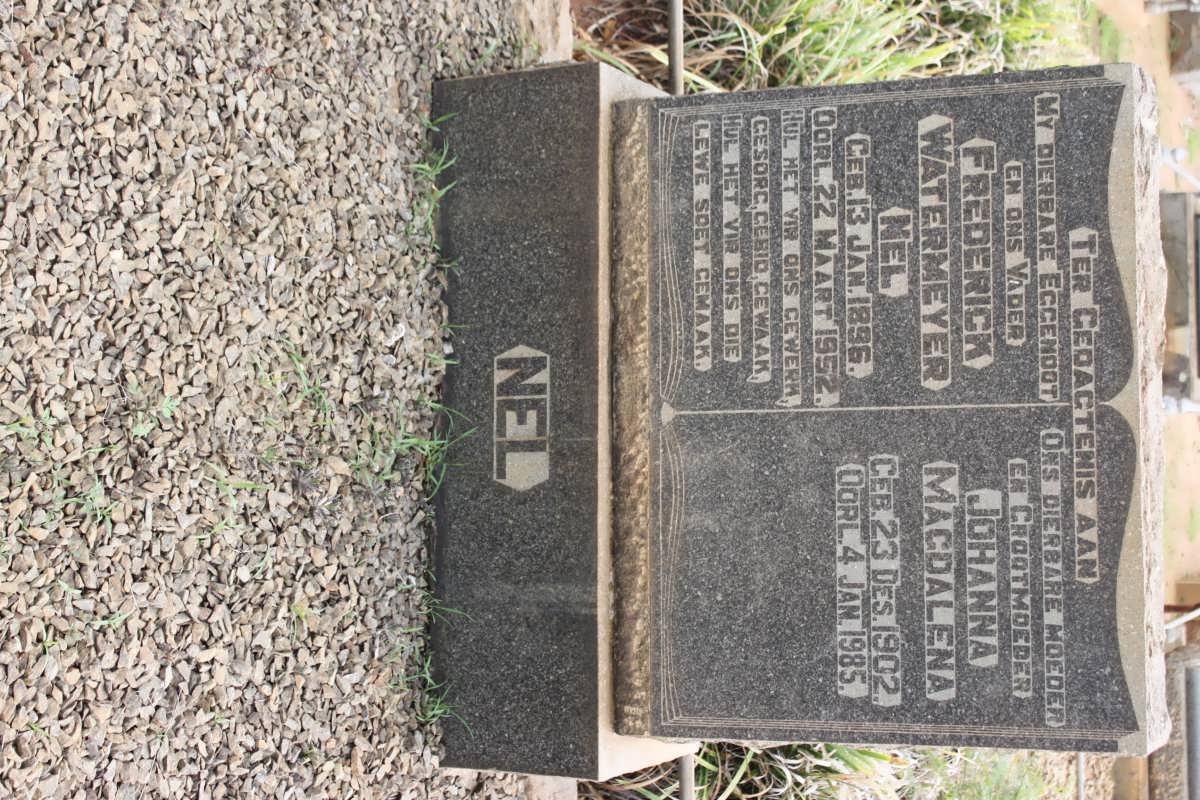 TER GEDAGTENIS AAN
MY DIERBARE EGGENOOT
EN ONS VADER
FREDERICK
WATERMEYER
NEL
GEB. 13 JAN. 1896.
OORL. 22 MAART 1952.
HUL HET VIR ONS GEWERK,
GESORG, GEBID, GEWAAK,
HUL HET VIR ONS DIE
LEWE SOET GEMAAK.
ONS DIERBARE MOEDER
EN GROOTMOEDER
JOHANNA
MAGDALENA
GEB. 23 DES. 1902.
OORL. 4 JAN. 1985.
NEL